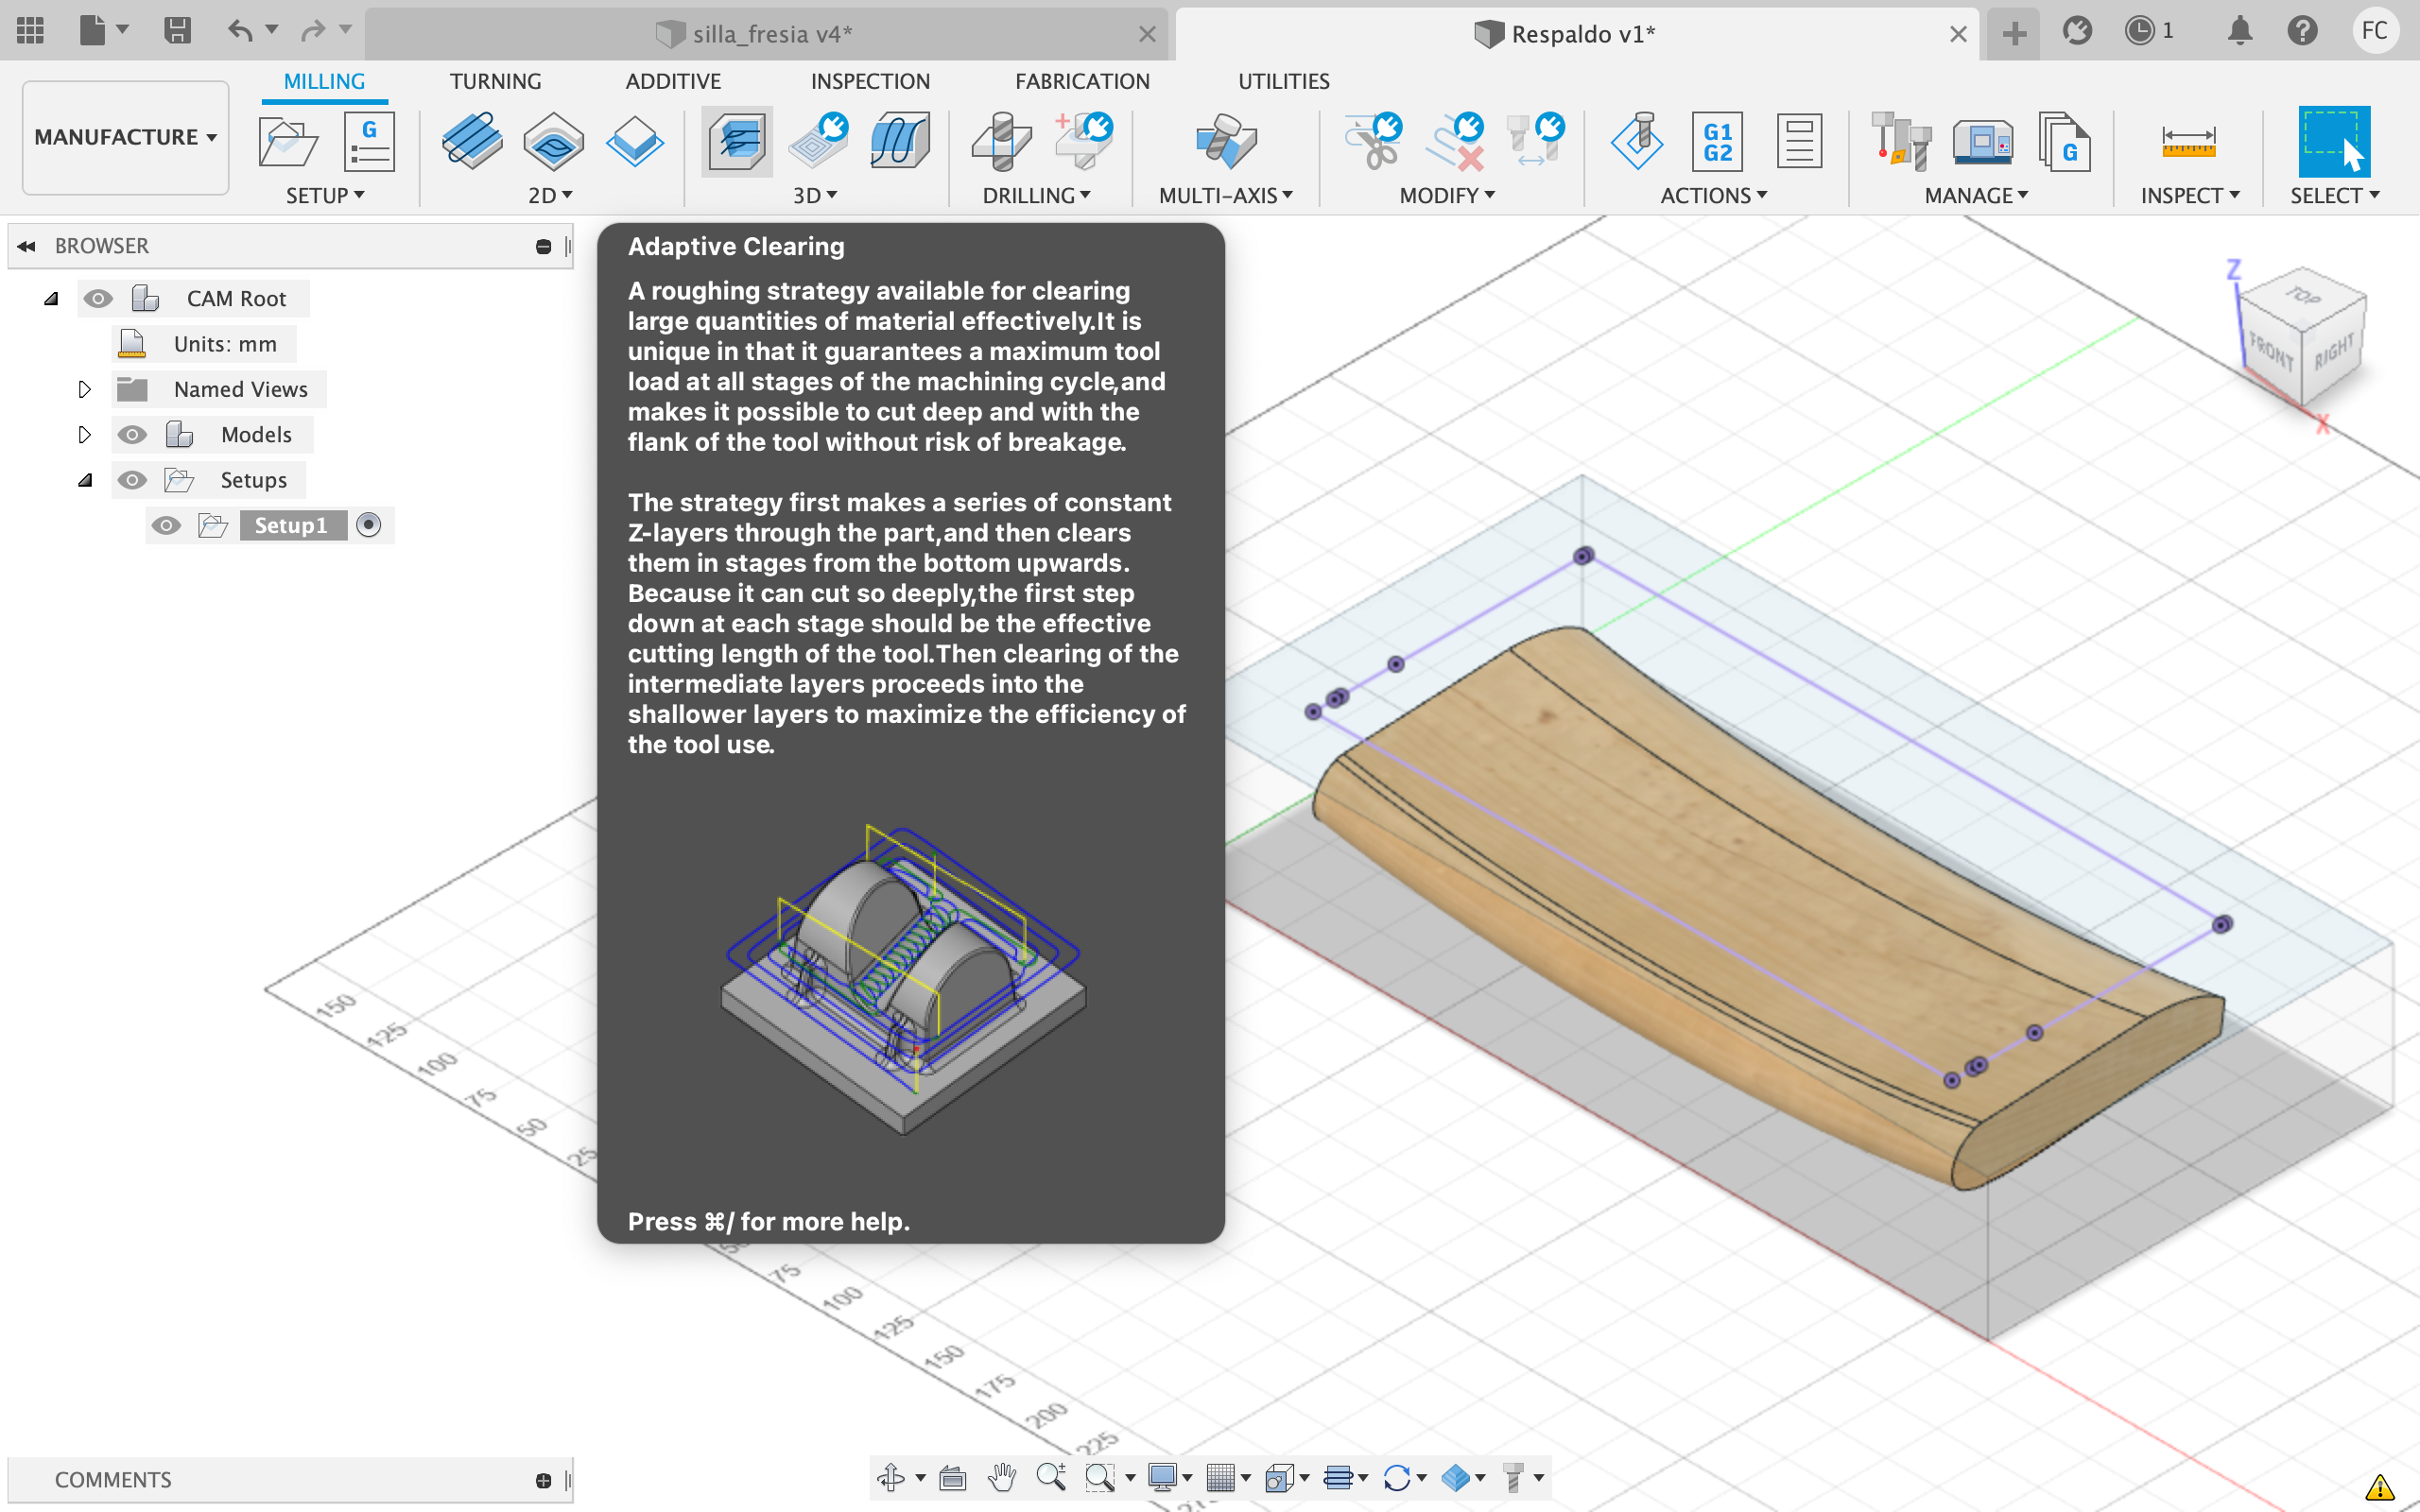 silla_fresia v4*
Respaldo v1*
1
FC
MANUFACTURE
MILLING
TURNING
ADDITIVE
INSPECTION
FABRICATION
UTILITIES
G
G1
G2
G
SETUP
2D
3D
DRILLING
MULTI-AXIS
MODIFY
ACTIONS
MANAGE
INSPECT
SELECT
BROWSER
CAM Root
Units: mm
Named Views
Models
Setups
Setup1
Adaptive Clearing
A roughing strategy available for clearing
large quantities of material effectively.It is
unique in that it guarantees a maximum tool
load at all stages of the machining cycle,and
makes it possible to cut deep and with the
flank of the tool without risk of breakage.
The strategy first makes a series of constant
Z-layers through the part,and then clears
them in stages from the bottom upwards.
Because it can cut so deeply,the first step
down at each stage should be the effective
cutting length of the tool.Then clearing of the
intermediate layers proceeds into the
shallower layers to maximize the efficiency of
the tool use.
Press ⌘/ for more help.
Z
TOP
FRONT
RIGHT
X
150
125
100
75
50
25
50
75
100
125
150
175
200
225
COMMENTS